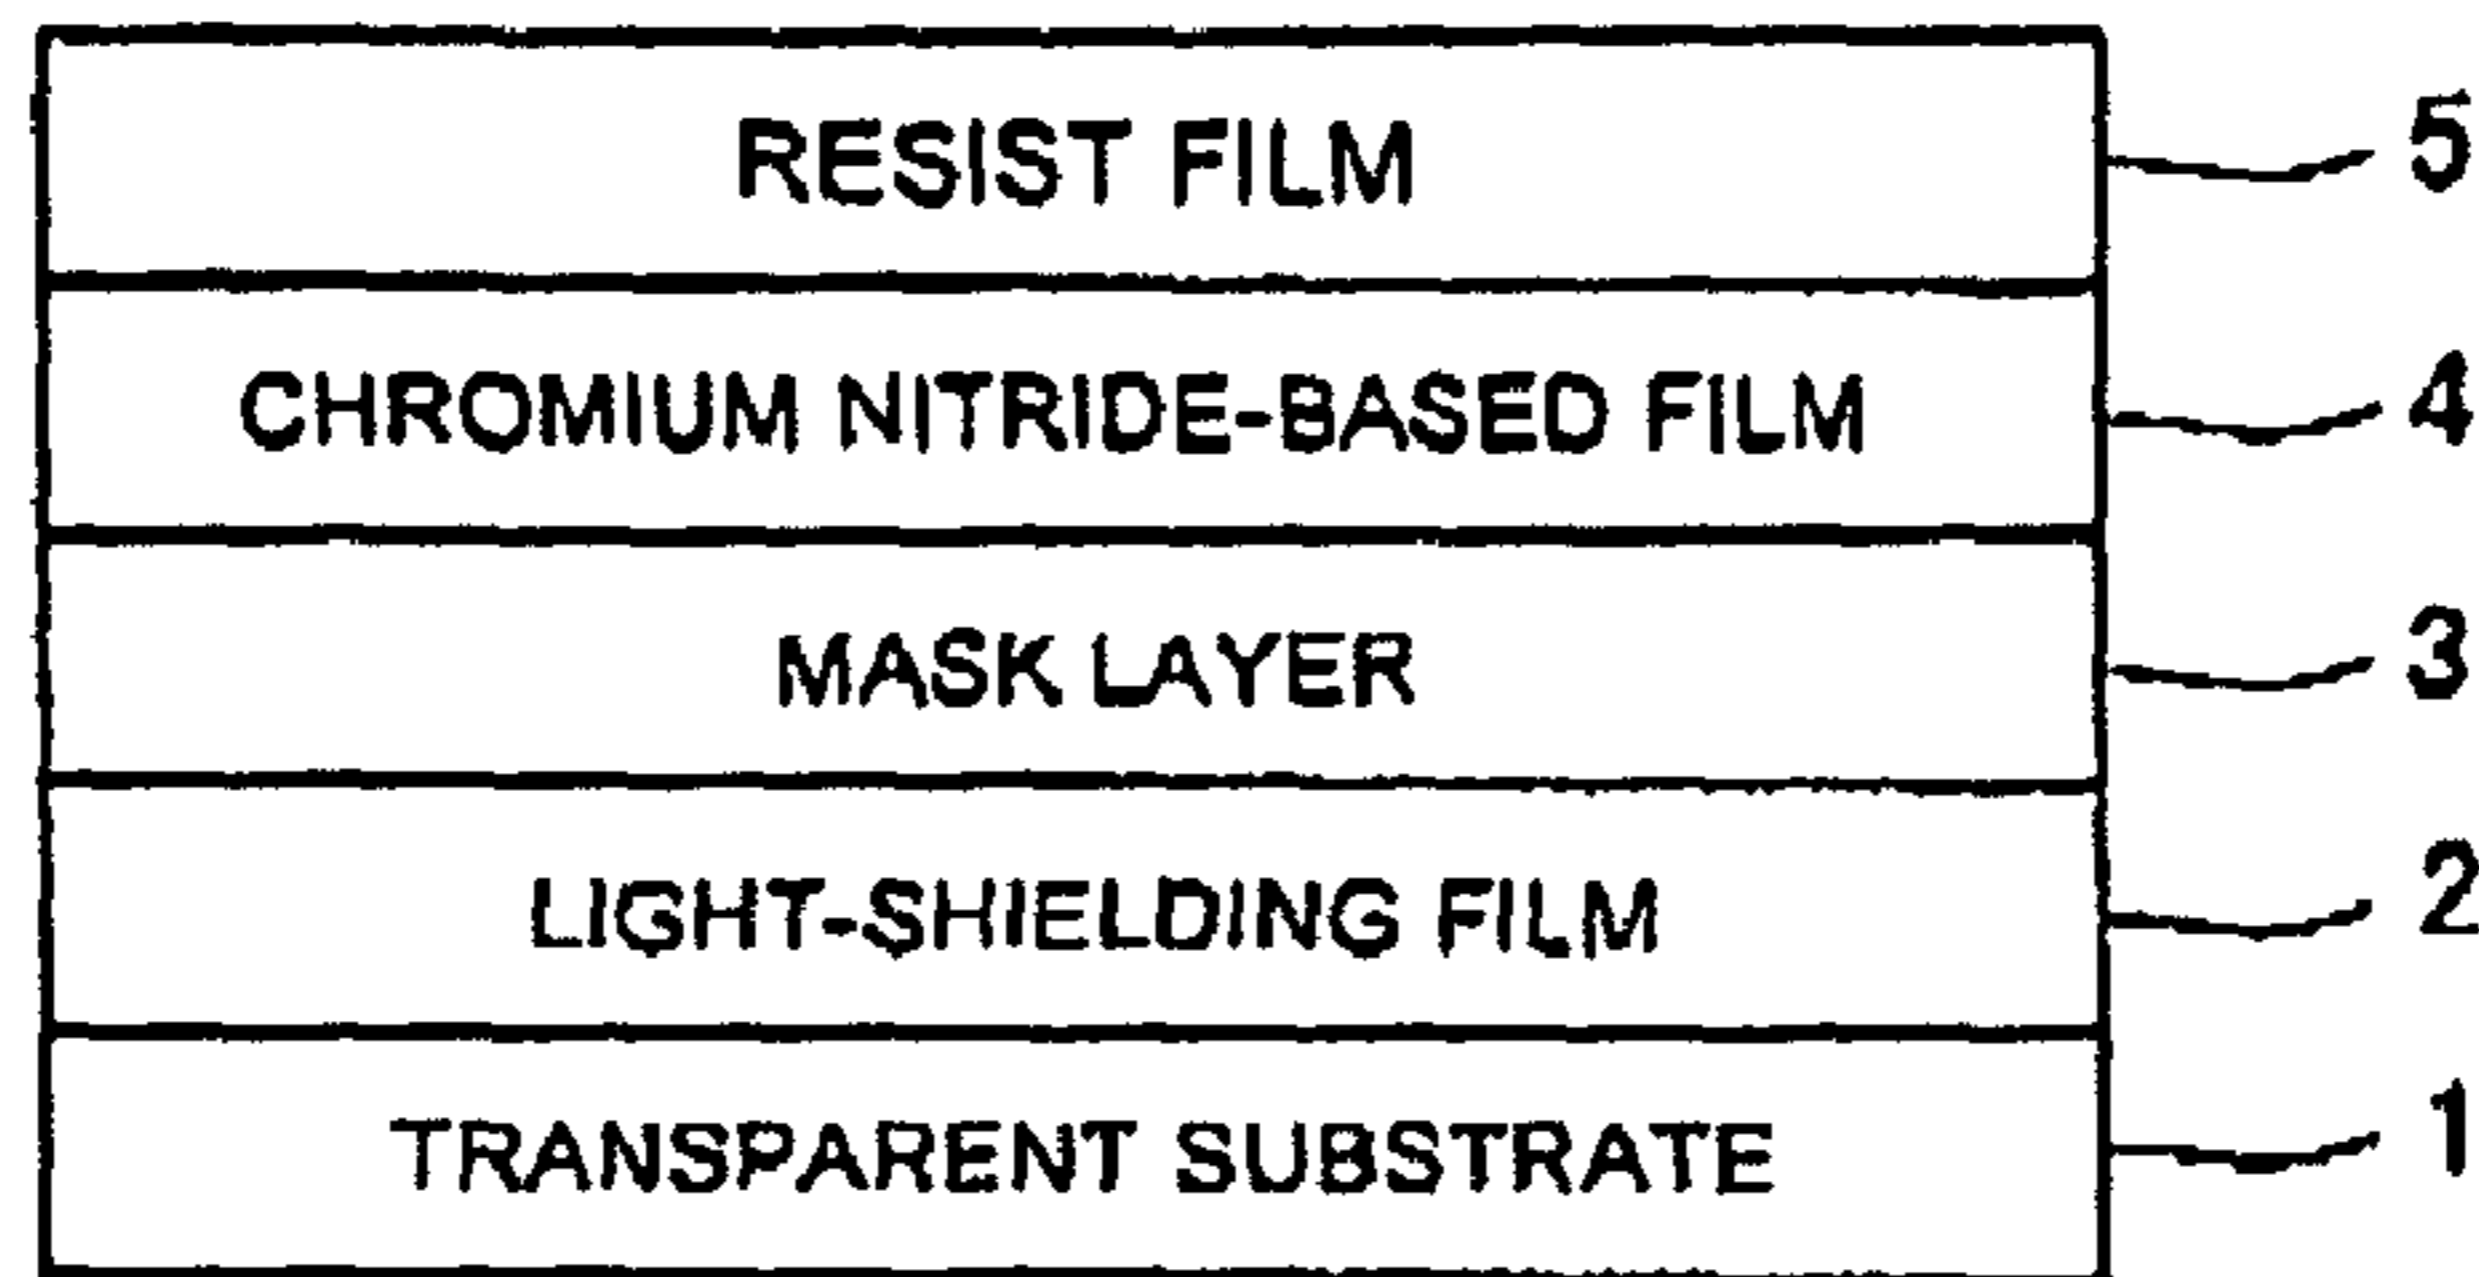 RESIST FILM 5
CHROMIUM NITRIDE-BASED FILM 4
MASK LAYER 3
LIGHT-SHIELDING FILM 2
TRANSPARENT SUBSTRATE 1